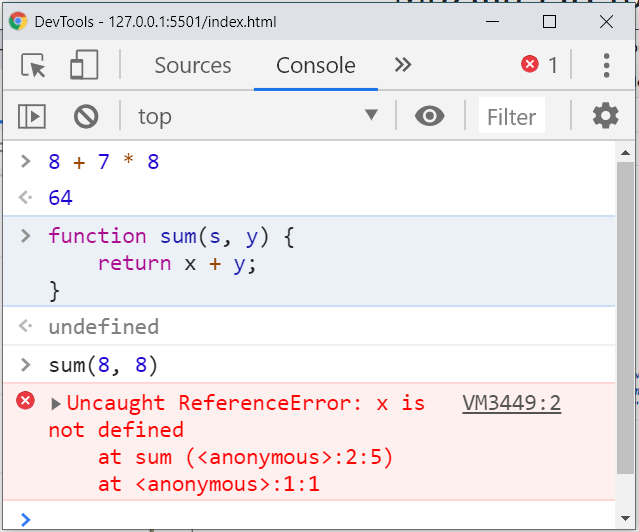 DevTools - 127.0.0.1:5501/index.html
Sources Console 1
top Filter
8 + 7 * 8
64
function sum(s, y) {
    return x + y;
}
undefined
sum(8, 8)
Uncaught ReferenceError: x is VM3449:2
not defined
    at sum (<anonymous>:2:5)
    at <anonymous>:1:1